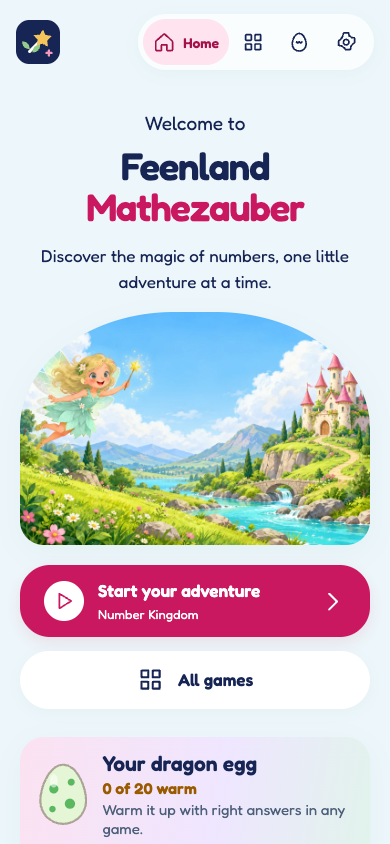 Home
Welcome to
Feenland
Mathezauber
Discover the magic of numbers, one little
adventure at a time.
Start your adventure
Number Kingdom
All games
Your dragon egg
0 of 20 warm
Warm it up with right answers in any
game.